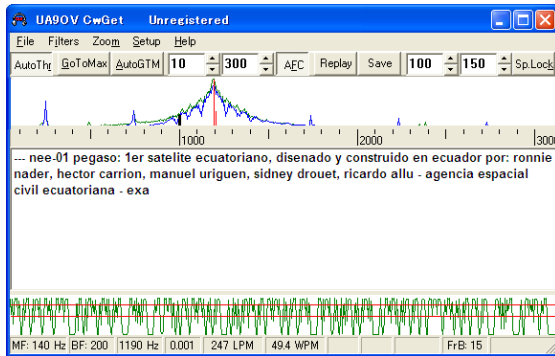 UA9OV CwGet Unregistered
File Filters Zoom Setup Help
AutoThr GoToMax AutoGTM 10 300 AFC Replay Save 100 150 Sp.Lock
1000 2000 3000
--- nee-01 pegaso: 1er satelite ecuatoriano, disenado y construido en ecuador por: ronnie
nader, hector carrion, manuel uriguen, sidney drouet, ricardo allu - agencia espacial
civil ecuatoriana - exa
MF: 140 Hz BF: 200 1190 Hz 0.001 247 LPM 49.4 WPM FrB: 15